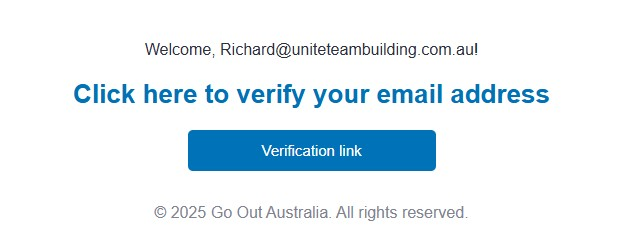 Welcome, Richard@uniteteambuilding.com.au!
Click here to verify your email address
Verification link
© 2025 Go Out Australia. All rights reserved.